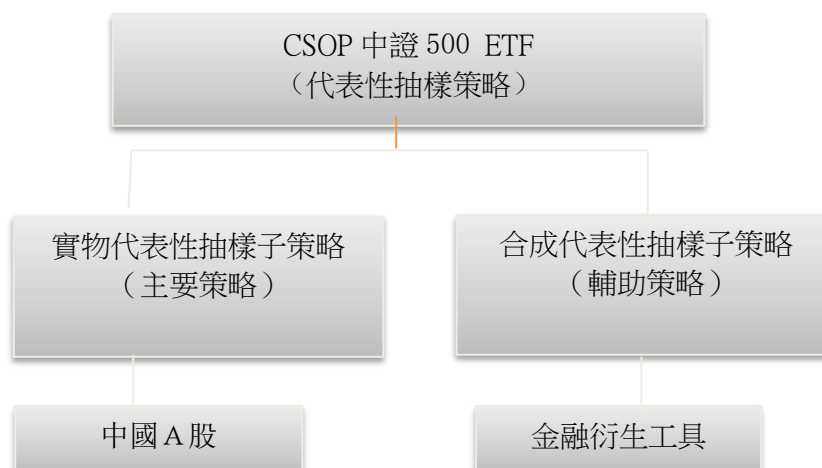 CSOP 中證 500 ETF
（代表性抽樣策略）
實物代表性抽樣子策略
（主要策略）
合成代表性抽樣子策略
（輔助策略）
中國 A 股
金融衍生工具